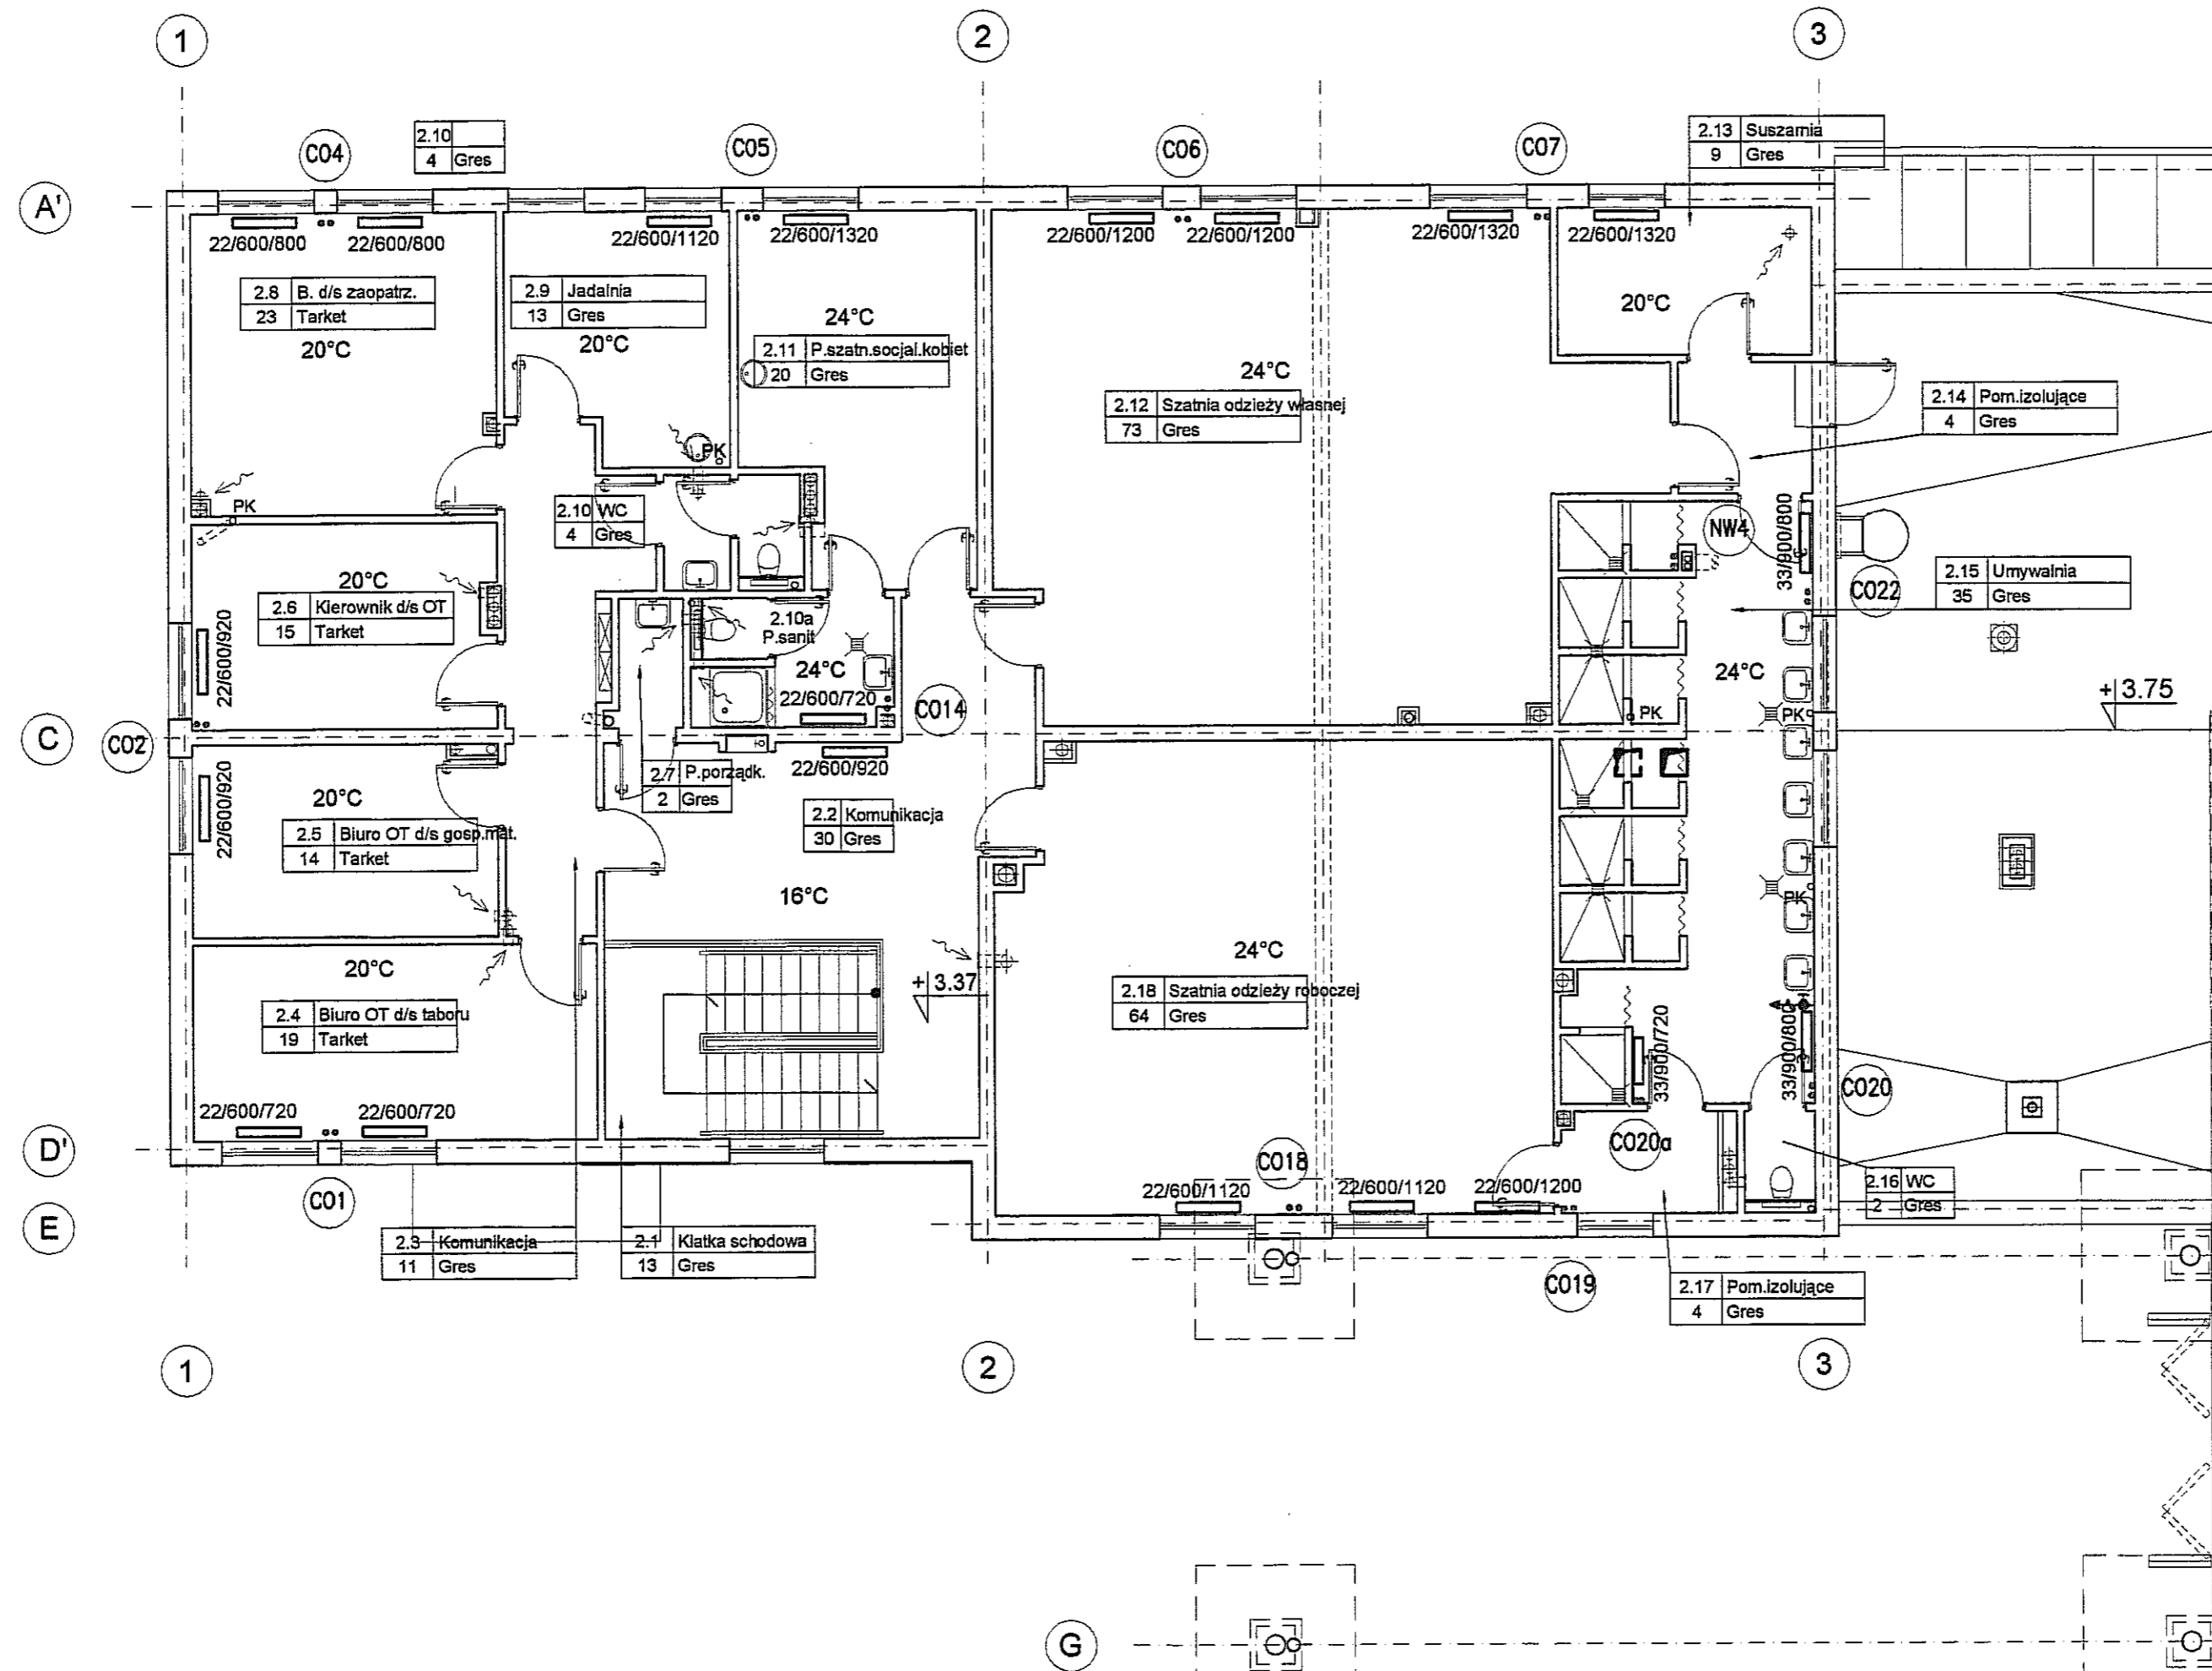 1
2
3
2.10
4 Gres
C04
C05
C06
C07
2.13 Suszarnia
9 Gres
A'
22/600/800
22/600/800
22/600/1120
22/600/1320
22/600/1200
22/600/1200
22/600/1320
22/600/1320
2.8 B. d/s zaopatrz.
23 Tarket
20°C
2.9 Jadalnia
13 Gres
20°C
24°C
2.11 P.szatn.socjal.kobiet
20 Gres
24°C
2.12 Szatnia odzieży własnej
73 Gres
20°C
2.14 Pom.izolujące
4 Gres
PK
PK
2.10 WC
4 Gres
NW4
33/900/800
C022
2.15 Umywalnia
35 Gres
20°C
2.6 Kierownik d/s OT
15 Tarket
22/600/920
2.10a
P.sanit
24°C
22/600/720
C014
24°C
PK
PK
+ 3.75
C
C02
22/600/920
20°C
2.5 Biuro OT d/s gosp.mat.
14 Tarket
2.7 P.porządk.
2 Gres
22/600/920
2.2 Komunikacja
30 Gres
16°C
PK
20°C
2.4 Biuro OT d/s taboru
19 Tarket
+ 3.37
24°C
2.18 Szatnia odzieży roboczej
64 Gres
33/900/720
33/900/800
C020
22/600/720
22/600/720
D'
C020a
C018
C01
22/600/1120
22/600/1120
22/600/1200
2.16 WC
2 Gres
E
2.3 Komunikacja
11 Gres
2.1 Klatka schodowa
13 Gres
C019
2.17 Pom.izolujące
4 Gres
1
2
3
G